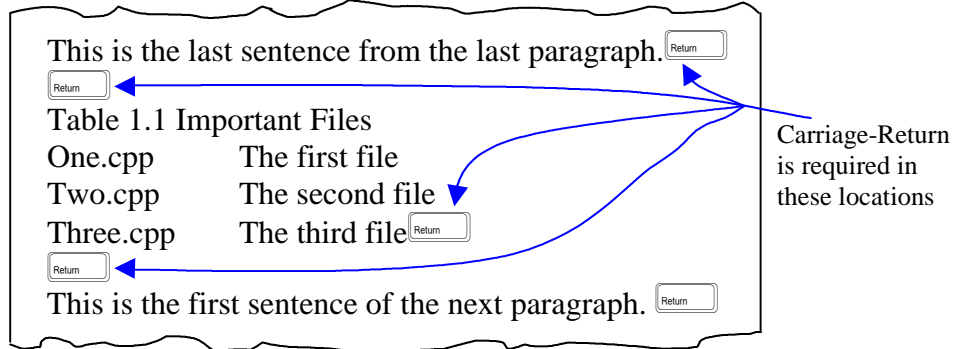 This is the last sentence from the last paragraph. Return
Return
Table 1.1 Important Files
One.cpp The first file
Two.cpp The second file
Three.cpp The third file Return
Return
This is the first sentence of the next paragraph. Return
Carriage-Return
is required in
these locations